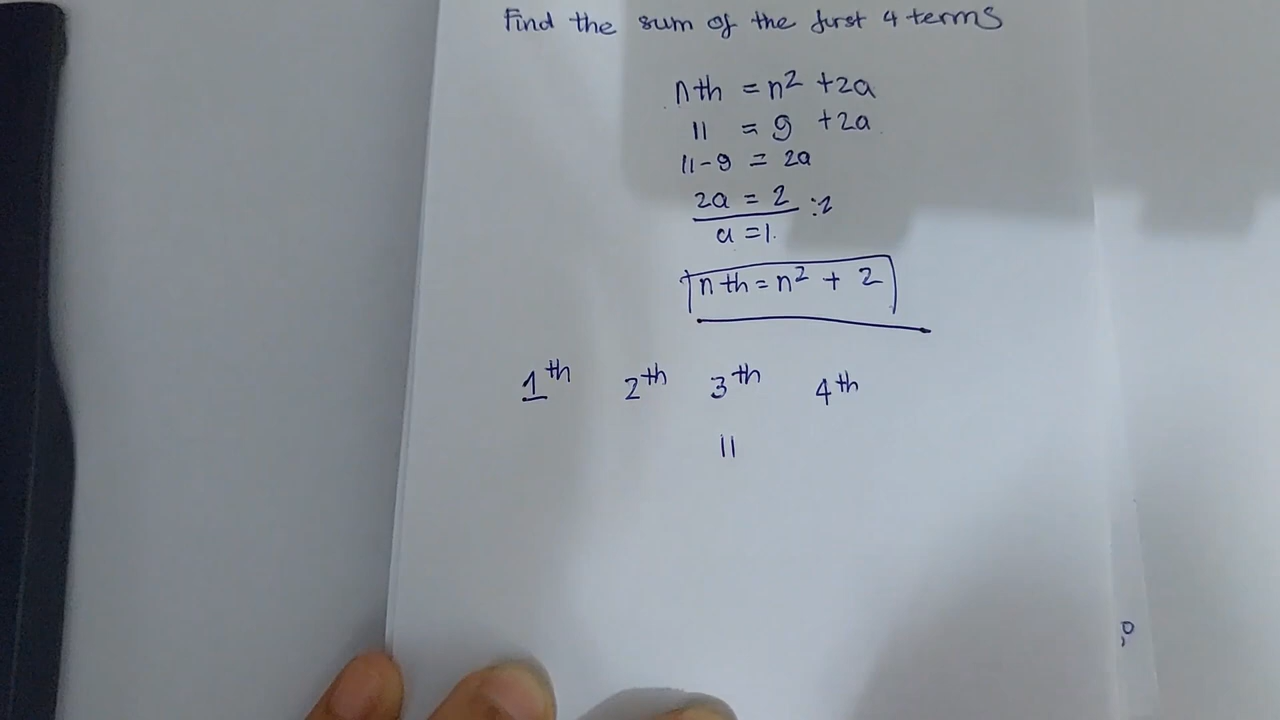 Find the sum of the first 4 terms
nth = n² + 2a
11 = 9 + 2a
11 - 9 = 2a
2a = 2 :2
a = 1.
nth = n² + 2
1th 2th 3th 4th
11